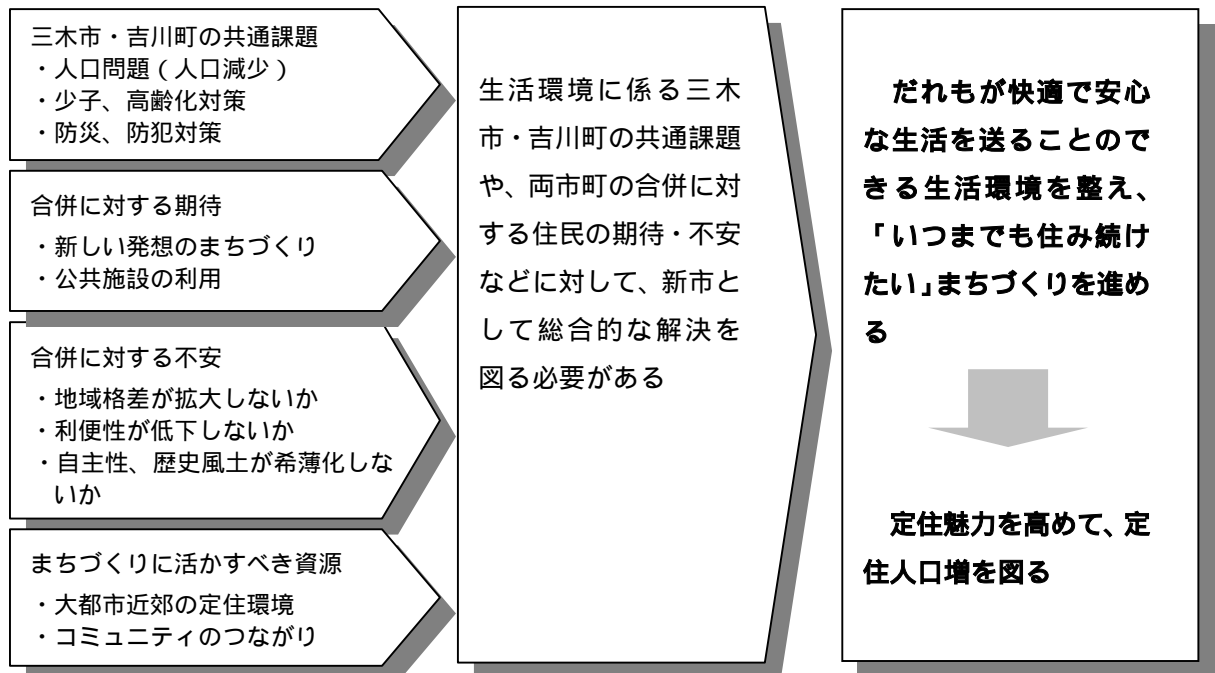 三木市・吉川町の共通課題
・人口問題（人口減少）
・少子、高齢化対策
・防災、防犯対策
合併に対する期待
・新しい発想のまちづくり
・公共施設の利用
合併に対する不安
・地域格差が拡大しないか
・利便性が低下しないか
・自主性、歴史風土が希薄化しな
いか
まちづくりに活かすべき資源
・大都市近郊の定住環境
・コミュニティのつながり
生活環境に係る三木
市・吉川町の共通課題
や、両市町の合併に対
する住民の期待・不安
などに対して、新市と
して総合的な解決を
図る必要がある
だれもが快適で安心
な生活を送ることので
きる生活環境を整え、
「いつまでも住み続け
たい」まちづくりを進め
る
定住魅力を高めて、定
住人口増を図る